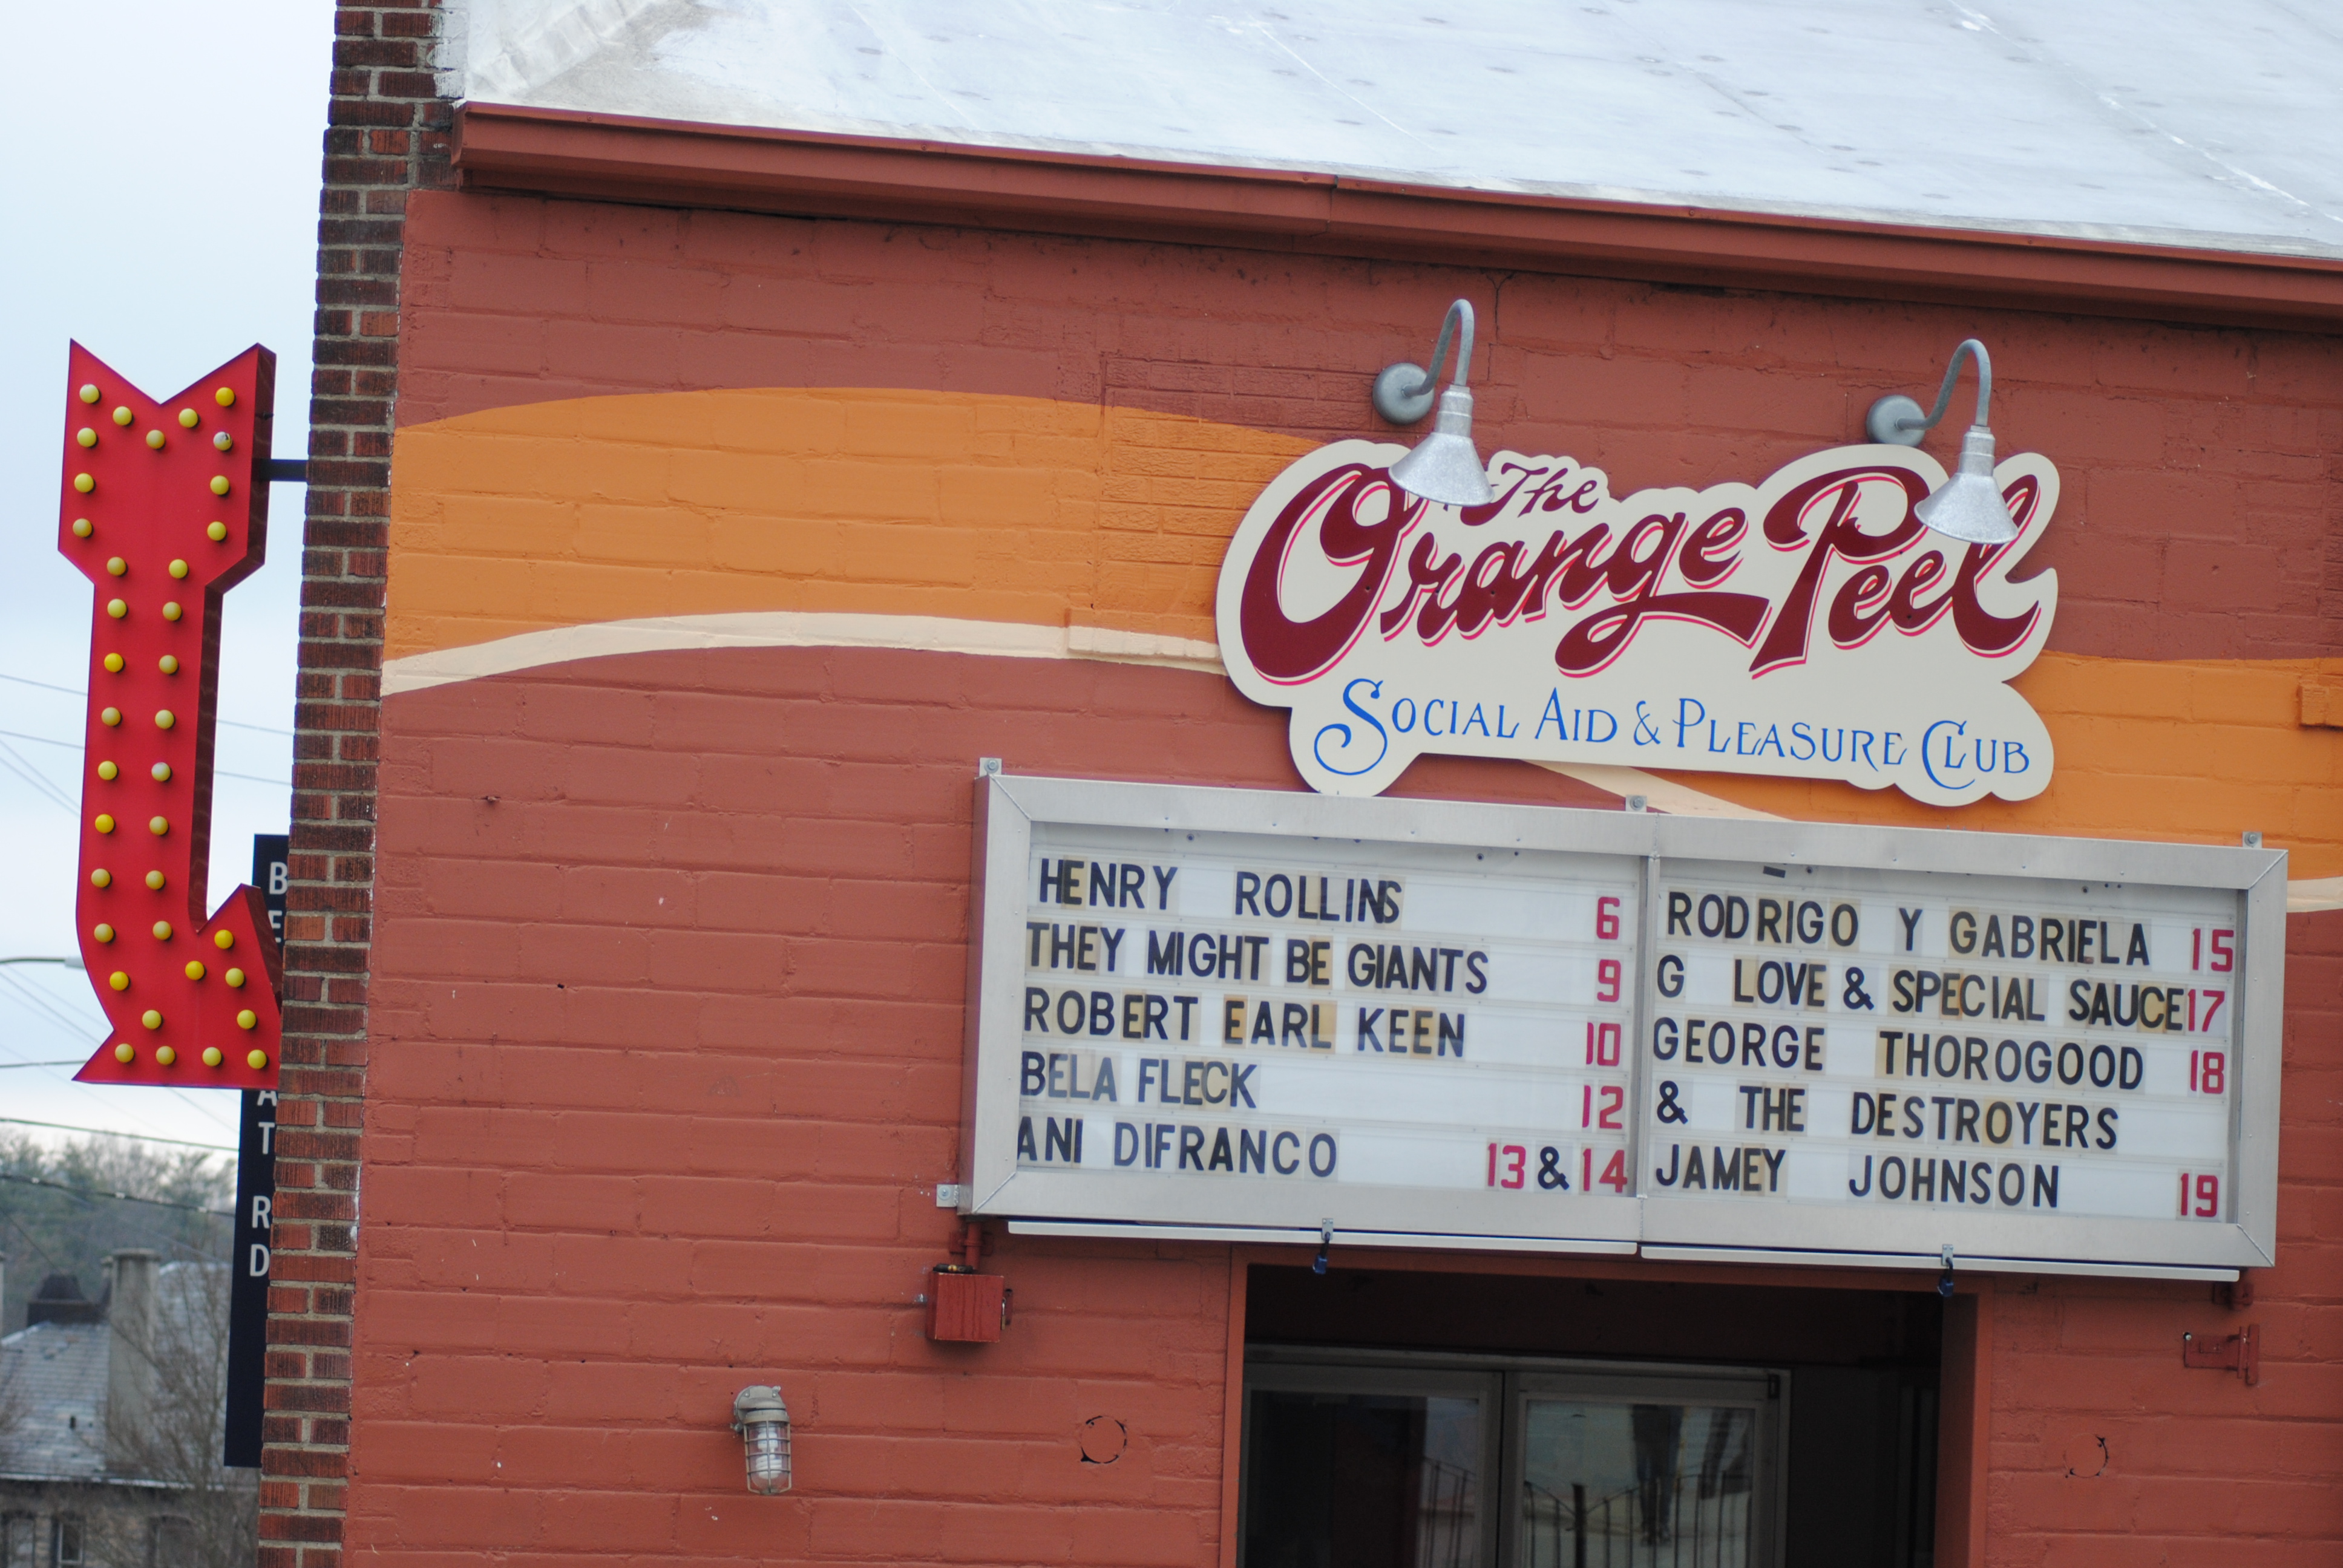 The
Orange Peel
SOCIAL AID & PLEASURE CLUB
HENRY ROLLINS 6
THEY MIGHT BE GIANTS 9
ROBERT EARL KEEN 10
BELA FLECK 12
ANI DIFRANCO 13 & 14
RODRIGO Y GABRIELA 15
G LOVE & SPECIAL SAUCE 17
GEORGE THOROGOOD 18
& THE DESTROYERS
JAMEY JOHNSON 19
B
E
A
T
R
D